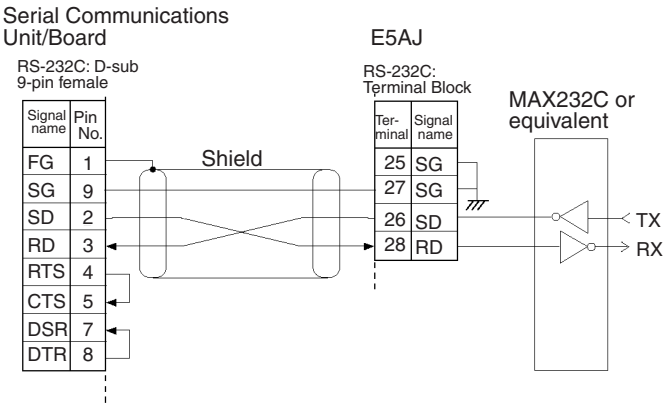 Serial Communications
Unit/Board
E5AJ
RS-232C: D-sub
9-pin female
RS-232C:
Terminal Block
MAX232C or
equivalent
Signal name Pin No.
FG 1
SG 9
SD 2
RD 3
RTS 4
CTS 5
DSR 7
DTR 8
Shield
Ter-
minal Signal name
25 SG
27 SG
26 SD
28 RD
TX
RX